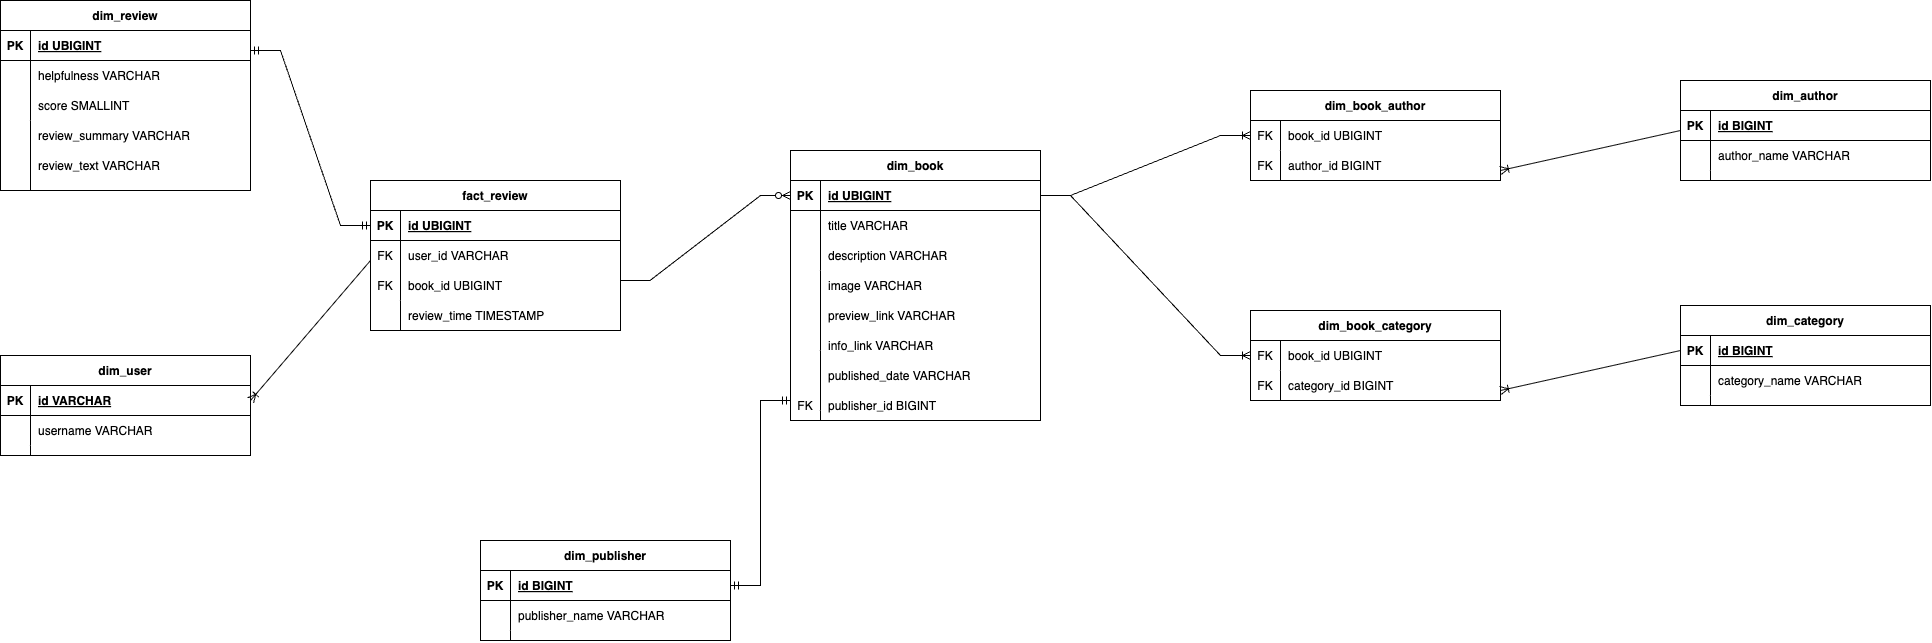 dim_review
PK id UBIGINT
helpfulness VARCHAR
score SMALLINT
review_summary VARCHAR
review_text VARCHAR
fact_review
PK id UBIGINT
FK user_id VARCHAR
FK book_id UBIGINT
review_time TIMESTAMP
dim_user
PK id VARCHAR
username VARCHAR
dim_book
PK id UBIGINT
title VARCHAR
description VARCHAR
image VARCHAR
preview_link VARCHAR
info_link VARCHAR
published_date VARCHAR
FK publisher_id BIGINT
dim_publisher
PK id BIGINT
publisher_name VARCHAR
dim_book_author
FK book_id UBIGINT
FK author_id BIGINT
dim_author
PK id BIGINT
author_name VARCHAR
dim_book_category
FK book_id UBIGINT
FK category_id BIGINT
dim_category
PK id BIGINT
category_name VARCHAR